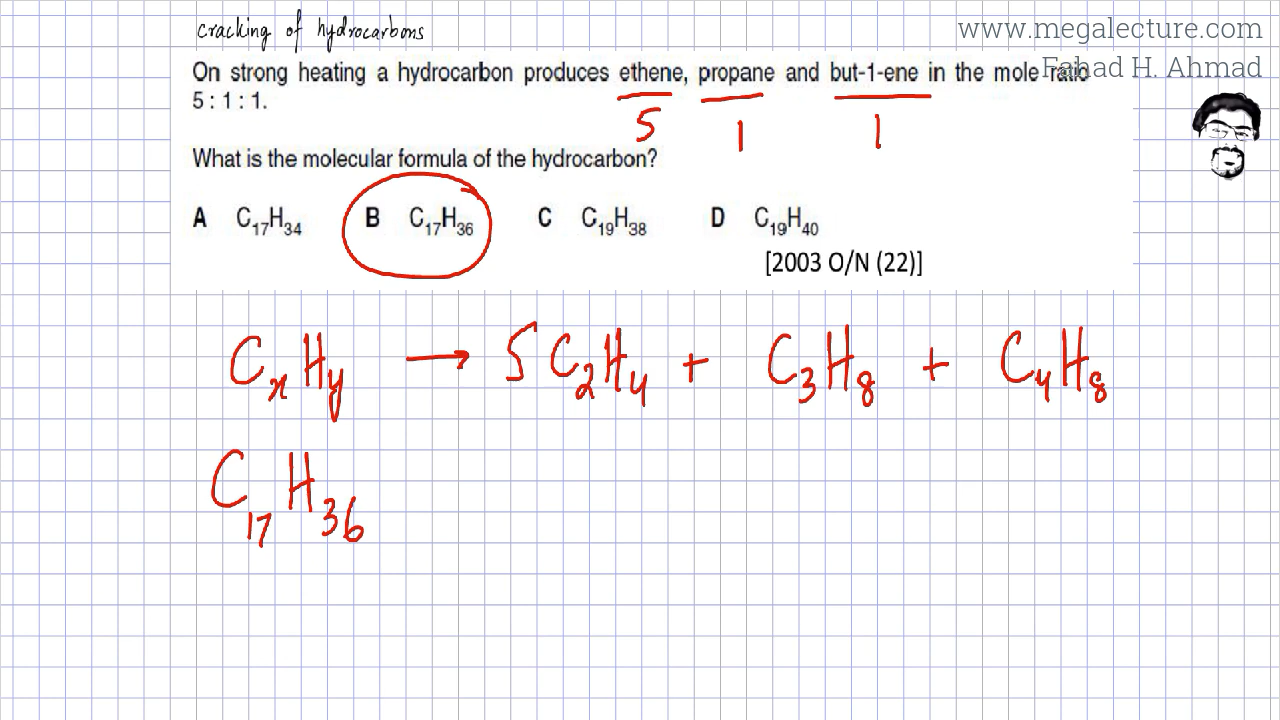 cracking of hydrocarbons
www.megalecture.com
Fahad H. Ahmad
On strong heating a hydrocarbon produces ethene, propane and but-1-ene in the mole ratio
5 : 1 : 1.
5 1 1
What is the molecular formula of the hydrocarbon?
A C₁₇H₃₄ B C₁₇H₃₆ C C₁₉H₃₈ D C₁₉H₄₀
[2003 O/N (22)]
CₓHᵧ → 5 C₂H₄ + C₃H₈ + C₄H₈
C₁₇H₃₆